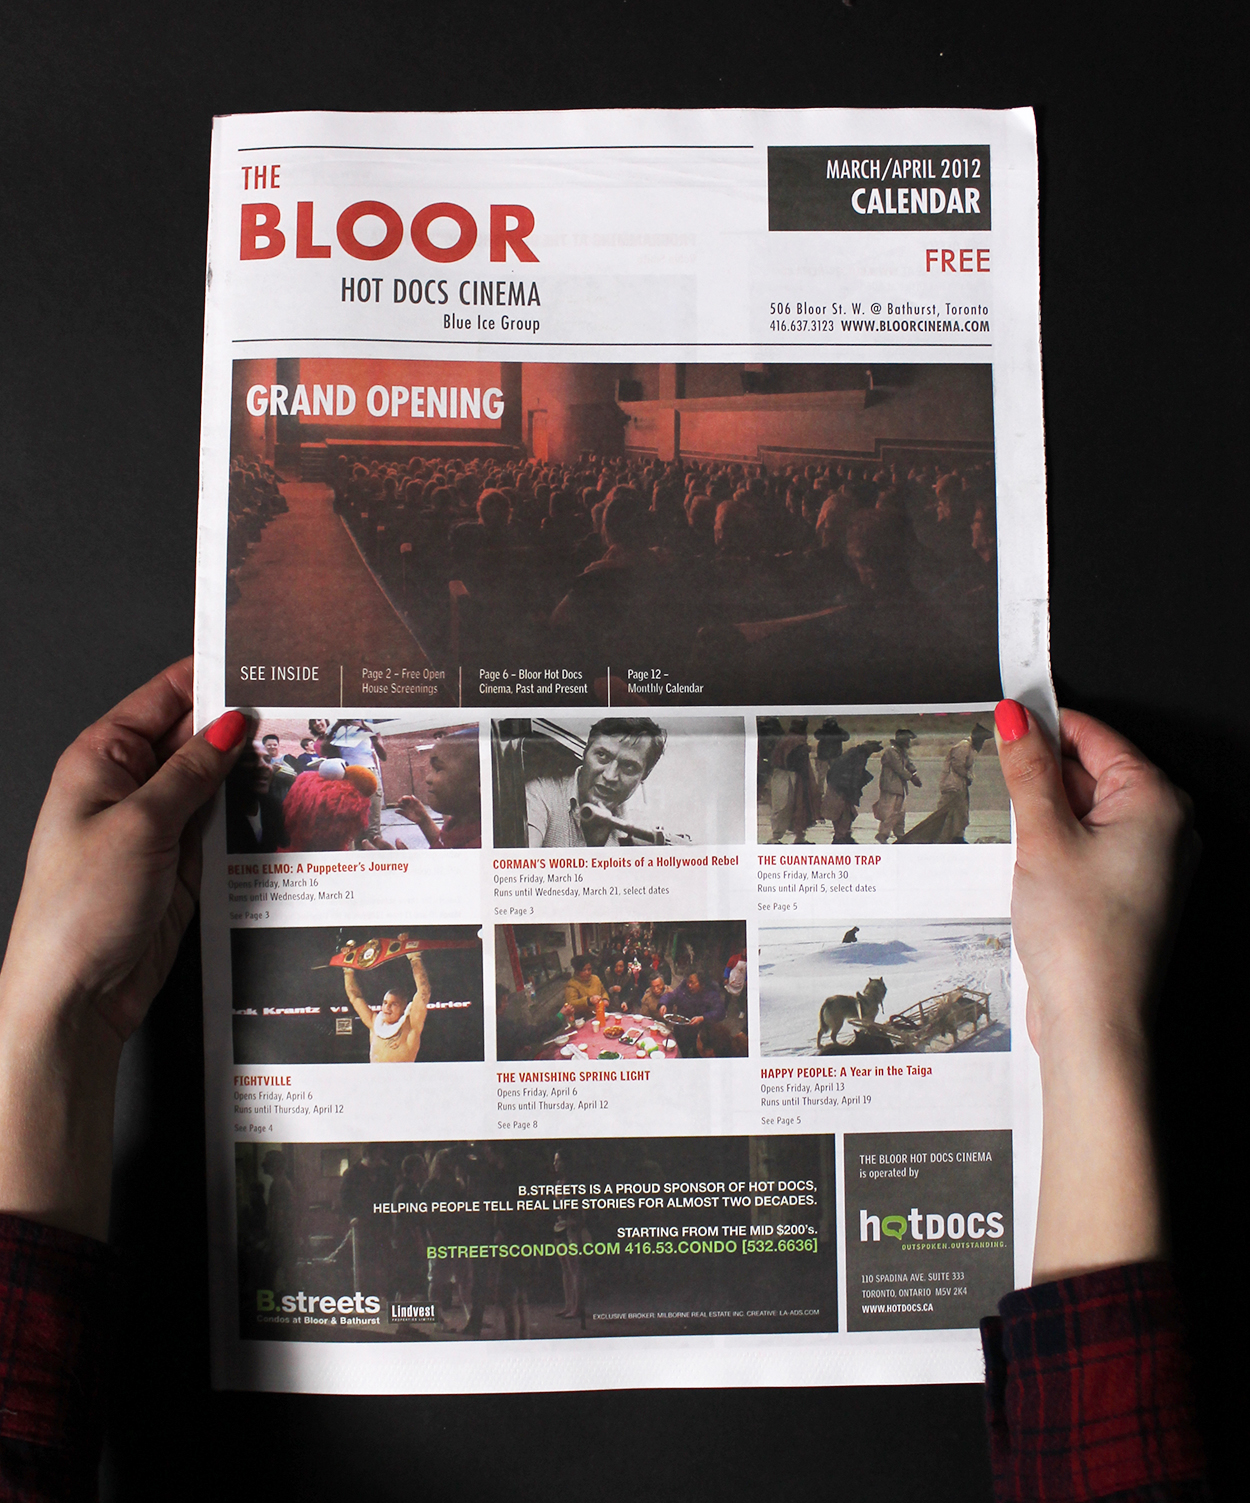 THE
BLOOR
HOT DOCS CINEMA
Blue Ice Group
MARCH/APRIL 2012
CALENDAR
FREE
506 Bloor St. W. @ Bathurst, Toronto
416.637.3123 WWW.BLOORCINEMA.COM
GRAND OPENING
SEE INSIDE
Page 2 – Free Open
House Screenings
Page 6 – Bloor Hot Docs
Cinema, Past and Present
Page 12 –
Monthly Calendar
BEING ELMO: A Puppeteer's Journey
Opens Friday, March 16
Runs until Wednesday, March 21
See Page 3
CORMAN'S WORLD: Exploits of a Hollywood Rebel
Opens Friday, March 16
Runs until Wednesday, March 21, select dates
See Page 3
THE GUANTANAMO TRAP
Opens Friday, March 30
Runs until April 5, select dates
See Page 5
Krantz vs
FIGHTVILLE
Opens Friday, April 6
Runs until Thursday, April 12
See Page 4
THE VANISHING SPRING LIGHT
Opens Friday, April 6
Runs until Thursday, April 12
See Page 8
HAPPY PEOPLE: A Year in the Taiga
Opens Friday, April 13
Runs until Thursday, April 19
See Page 5
B.STREETS IS A PROUD SPONSOR OF HOT DOCS,
HELPING PEOPLE TELL REAL LIFE STORIES FOR ALMOST TWO DECADES.
STARTING FROM THE MID $200's.
BSTREETSCONDOS.COM 416.53.CONDO [532.6636]
B.streets
Condos at Bloor & Bathurst
Lindvest
PROPERTIES LIMITED
EXCLUSIVE BROKER: MILBORNE REAL ESTATE INC. CREATIVE: LA-ADS.COM
THE BLOOR HOT DOCS CINEMA
is operated by
hotDOCS
OUTSPOKEN.OUTSTANDING.
110 SPADINA AVE. SUITE 333
TORONTO, ONTARIO M5V 2K4
WWW.HOTDOCS.CA